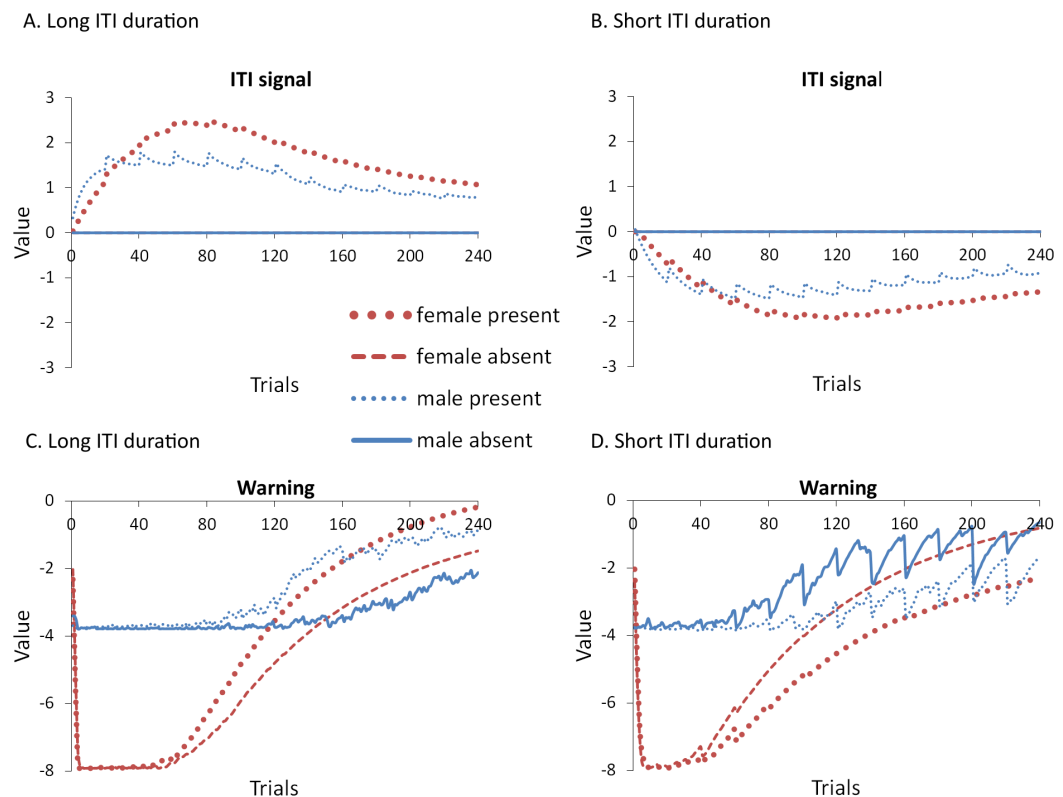 A. Long ITI duration
ITI signal
3
2
1
0
-1
-2
-3
0 40 80 120 160 200 240
Value
Trials
B. Short ITI duration
ITI signal
3
2
1
0
-1
-2
-3
0 40 80 120 160 200 240
Value
Trials
female present
female absent
male present
male absent
C. Long ITI duration
Warning
0
-2
-4
-6
-8
0 40 80 120 160 200 240
Value
Trials
D. Short ITI duration
Warning
0
-2
-4
-6
-8
0 40 80 120 160 200 240
Value
Trials